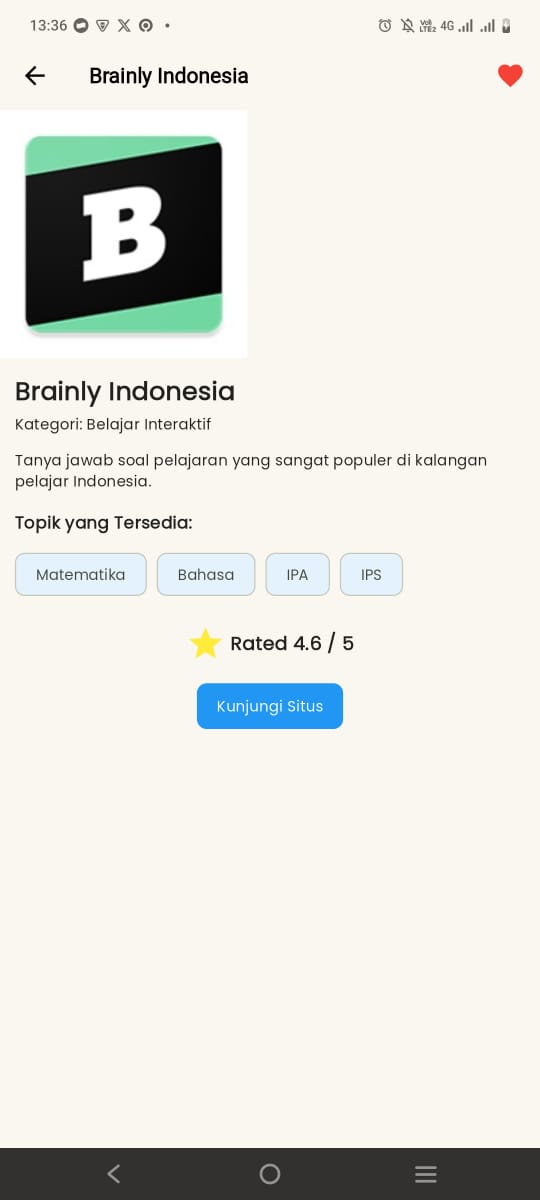 13:36
Vo))
LTE2
4G
Brainly Indonesia
B
Brainly Indonesia
Kategori: Belajar Interaktif
Tanya jawab soal pelajaran yang sangat populer di kalangan
pelajar Indonesia.
Topik yang Tersedia:
Matematika Bahasa IPA IPS
Rated 4.6 / 5
Kunjungi Situs